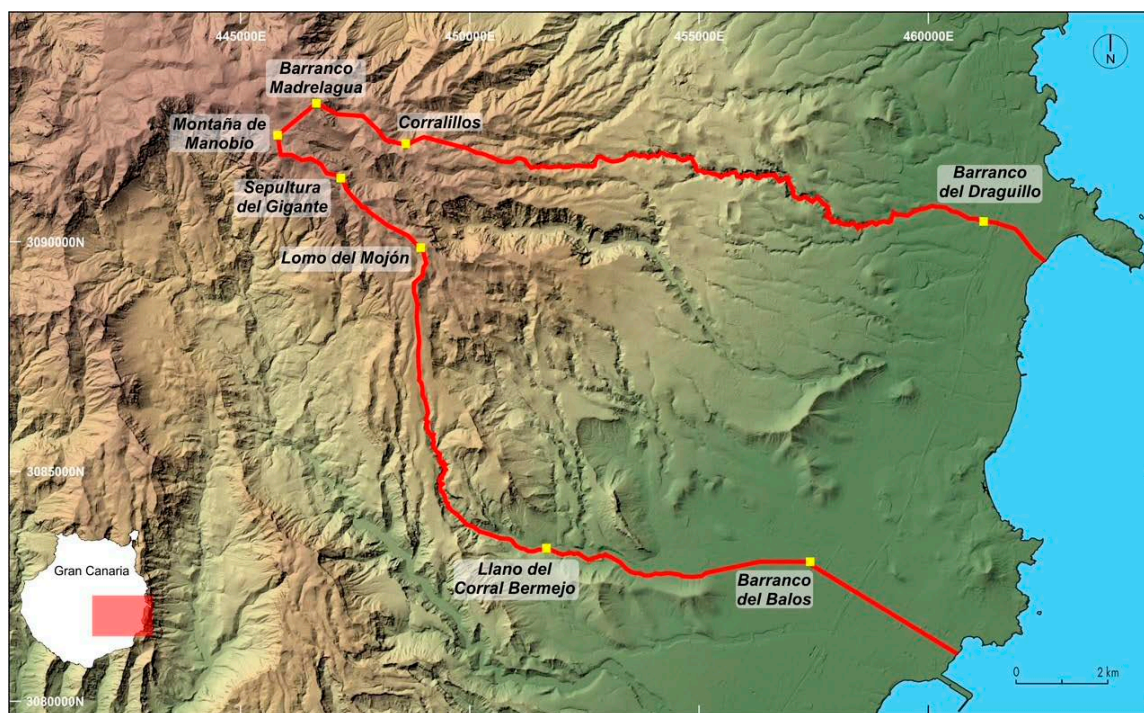 445000E
450000E
455000E
460000E
N
Barranco
Madrelagua
Montaña de
Manobio
Corralillos
Sepultura
del Gigante
Barranco
del Draguillo
3090000N
Lomo del Mojón
3085000N
Gran Canaria
Llano del
Corral Bermejo
Barranco
del Balos
0
2 km
3080000N